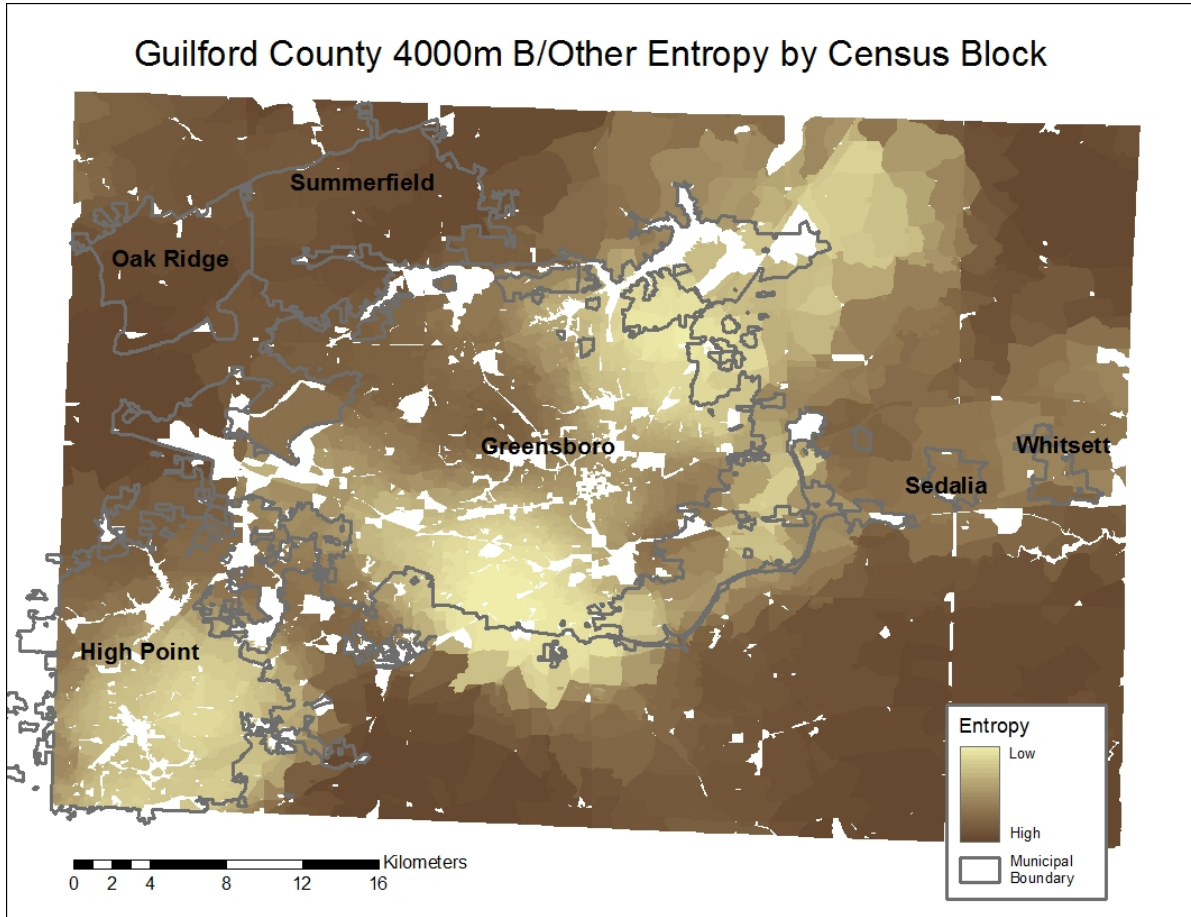 Guilford County 4000m B/Other Entropy by Census Block
Summerfield
Oak Ridge
Greensboro
Whitsett
Sedalia
High Point
Entropy
Low
High
Municipal
Boundary
Kilometers
0 2 4 8 12 16